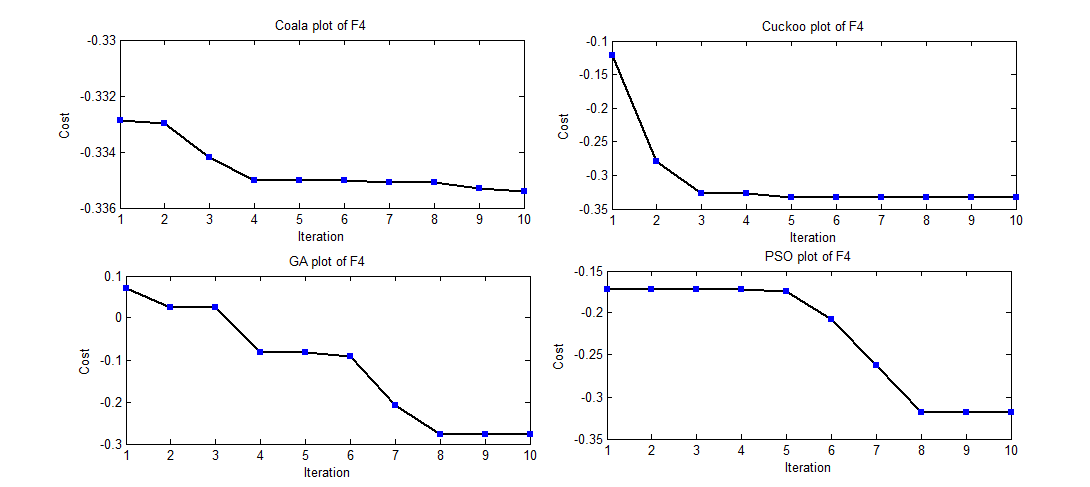 Coala plot of F4
-0.33
-0.332
-0.334
-0.336
Cost
1 2 3 4 5 6 7 8 9 10
Iteration
Cuckoo plot of F4
-0.1
-0.15
-0.2
-0.25
-0.3
-0.35
Cost
1 2 3 4 5 6 7 8 9 10
Iteration
GA plot of F4
0.1
0
-0.1
-0.2
-0.3
Cost
1 2 3 4 5 6 7 8 9 10
Iteration
PSO plot of F4
-0.15
-0.2
-0.25
-0.3
-0.35
Cost
1 2 3 4 5 6 7 8 9 10
Iteration